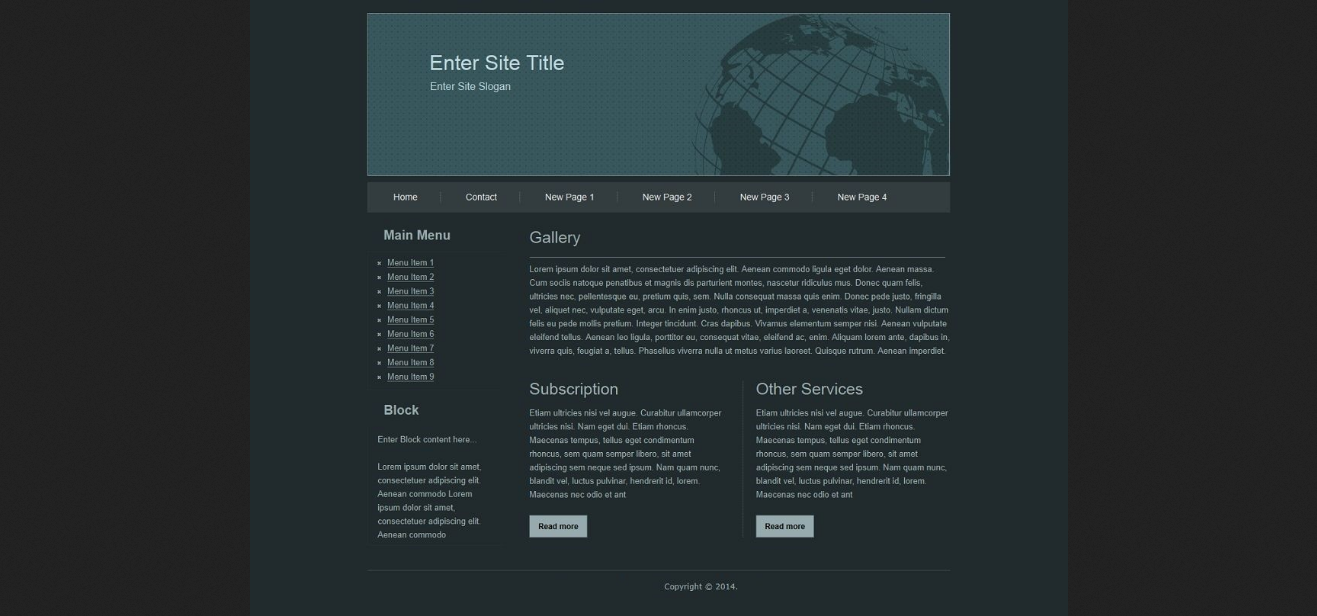 Enter Site Title
Enter Site Slogan
Home
Contact
New Page 1
New Page 2
New Page 3
New Page 4
Main Menu
Menu Item 1
Menu Item 2
Menu Item 3
Menu Item 4
Menu Item 5
Menu Item 6
Menu Item 7
Menu Item 8
Menu Item 9
Block
Enter Block content here...
Lorem ipsum dolor sit amet,
consectetuer adipiscing elit.
Aenean commodo Lorem
ipsum dolor sit amet,
consectetuer adipiscing elit.
Aenean commodo
Gallery
Lorem ipsum dolor sit amet, consectetuer adipiscing elit. Aenean commodo ligula eget dolor. Aenean massa.
Cum sociis natoque penatibus et magnis dis parturient montes, nascetur ridiculus mus. Donec quam felis,
ultricies nec, pellentesque eu, pretium quis, sem. Nulla consequat massa quis enim. Donec pede justo, fringilla
vel, aliquet nec, vulputate eget, arcu. In enim justo, rhoncus ut, imperdiet a, venenatis vitae, justo. Nullam dictum
felis eu pede mollis pretium. Integer tincidunt. Cras dapibus. Vivamus elementum semper nisi. Aenean vulputate
eleifend tellus. Aenean leo ligula, porttitor eu, consequat vitae, eleifend ac, enim. Aliquam lorem ante, dapibus in,
viverra quis, feugiat a, tellus. Phasellus viverra nulla ut metus varius laoreet. Quisque rutrum. Aenean imperdiet.
Subscription
Etiam ultricies nisi vel augue. Curabitur ullamcorper
ultricies nisi. Nam eget dui. Etiam rhoncus.
Maecenas tempus, tellus eget condimentum
rhoncus, sem quam semper libero, sit amet
adipiscing sem neque sed ipsum. Nam quam nunc,
blandit vel, luctus pulvinar, hendrerit id, lorem.
Maecenas nec odio et ant
Read more
Other Services
Etiam ultricies nisi vel augue. Curabitur ullamcorper
ultricies nisi. Nam eget dui. Etiam rhoncus.
Maecenas tempus, tellus eget condimentum
rhoncus, sem quam semper libero, sit amet
adipiscing sem neque sed ipsum. Nam quam nunc,
blandit vel, luctus pulvinar, hendrerit id, lorem.
Maecenas nec odio et ant
Read more
Copyright © 2014.